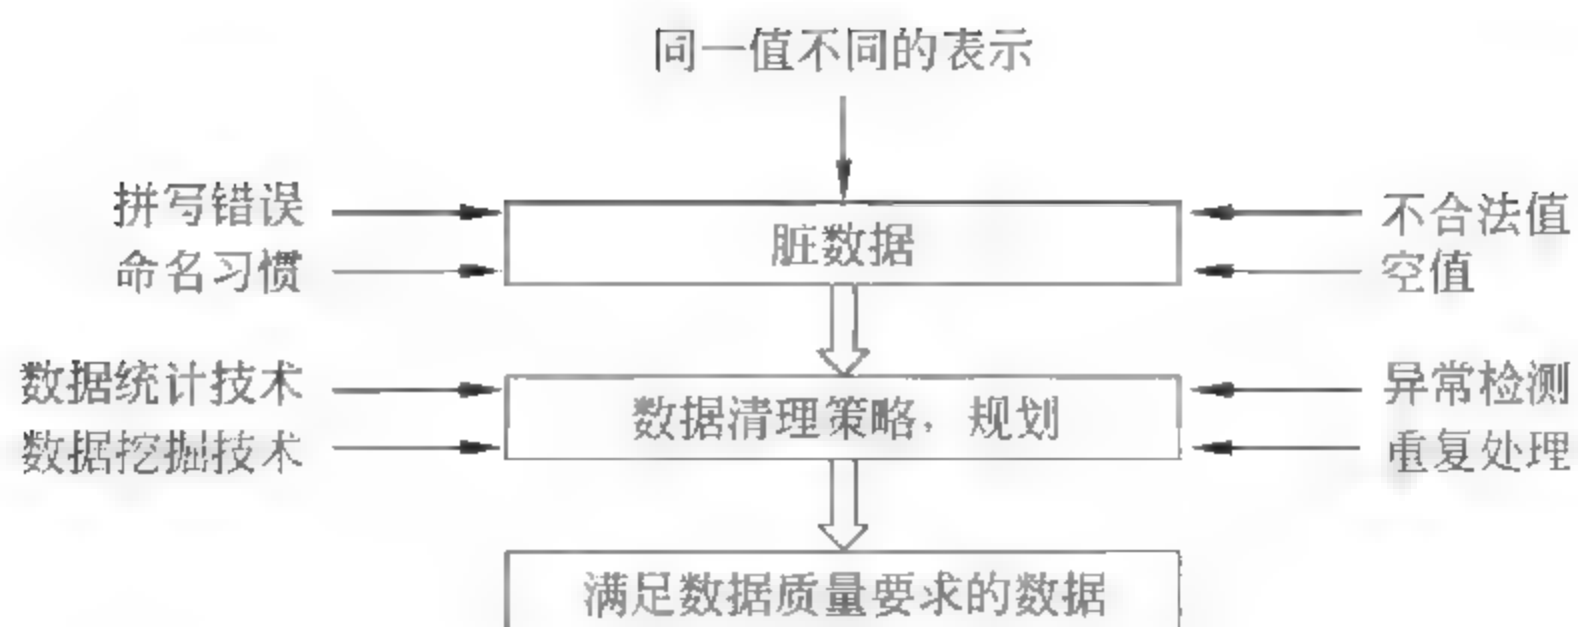 同一值不同的表示
拼写错误
不合法值
脏数据
命名习惯
空值
数据统计技术
异常检测
数据清理策略，规划
数据挖掘技术
重复处理
满足数据质量要求的数据